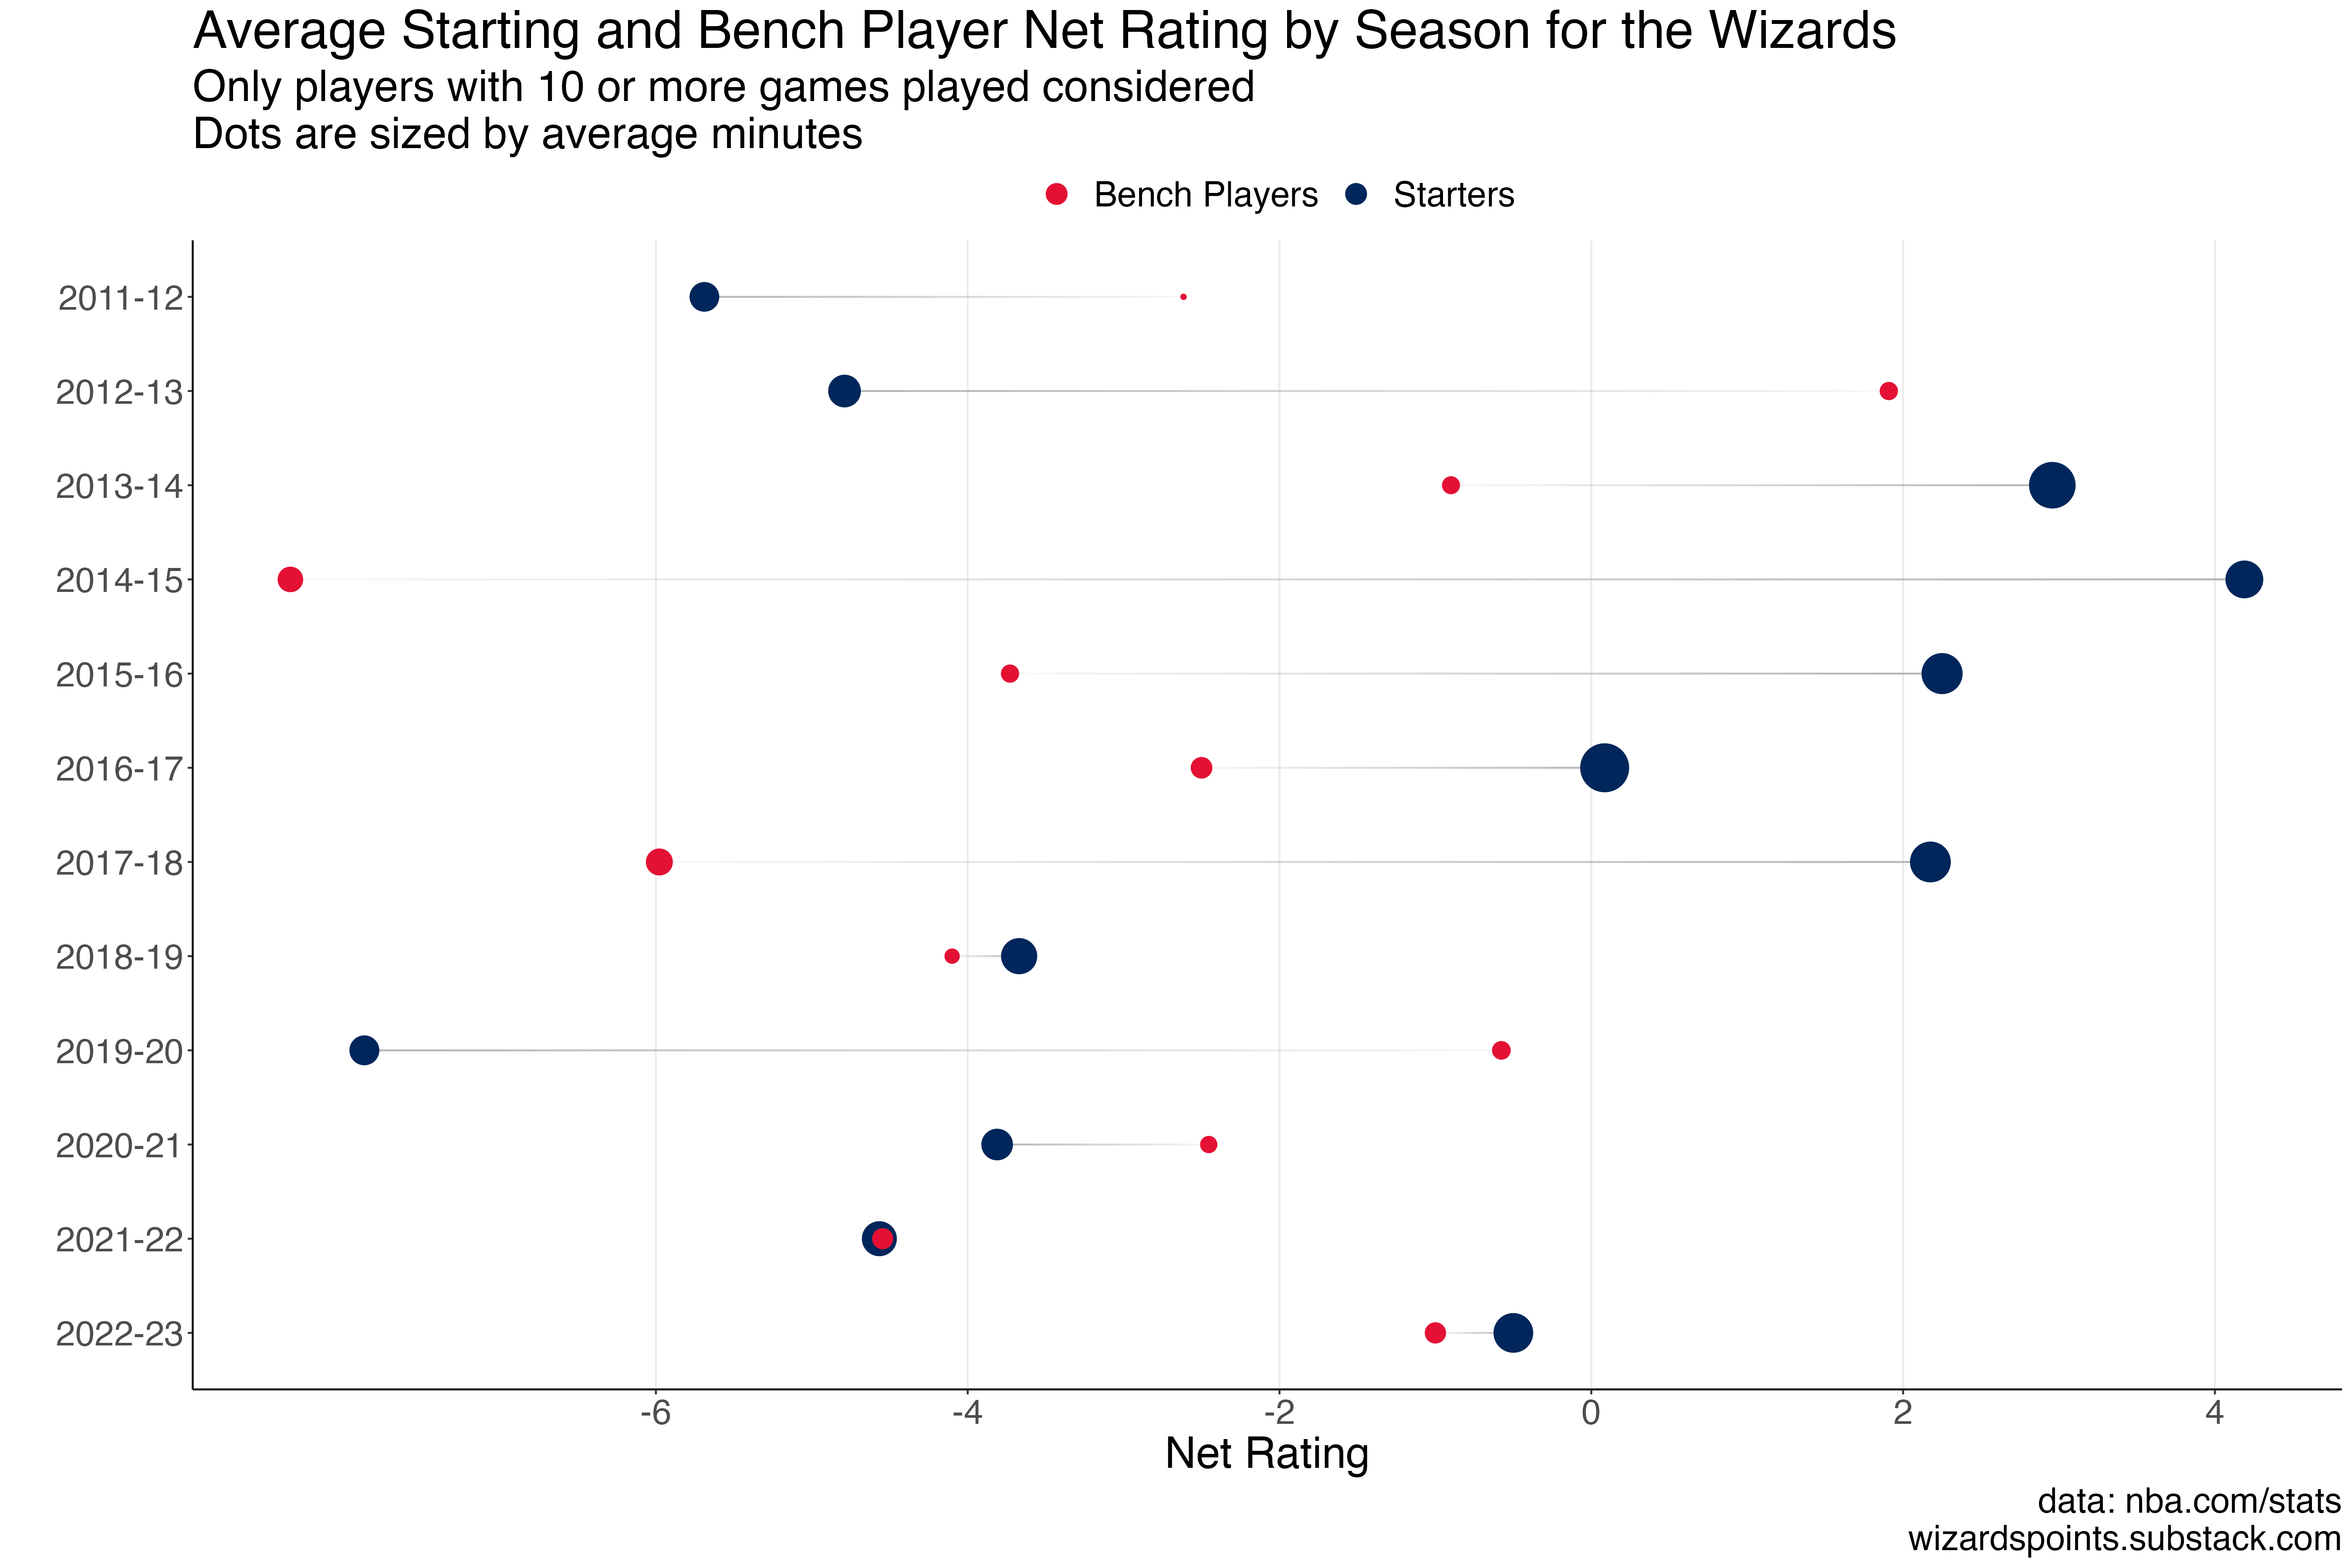 Average Starting and Bench Player Net Rating by Season for the Wizards
Only players with 10 or more games played considered
Dots are sized by average minutes
Bench Players Starters
2011-12
2012-13
2013-14
2014-15
2015-16
2016-17
2017-18
2018-19
2019-20
2020-21
2021-22
2022-23
-6 -4 -2 0 2 4
Net Rating
data: nba.com/stats
wizardspoints.substack.com